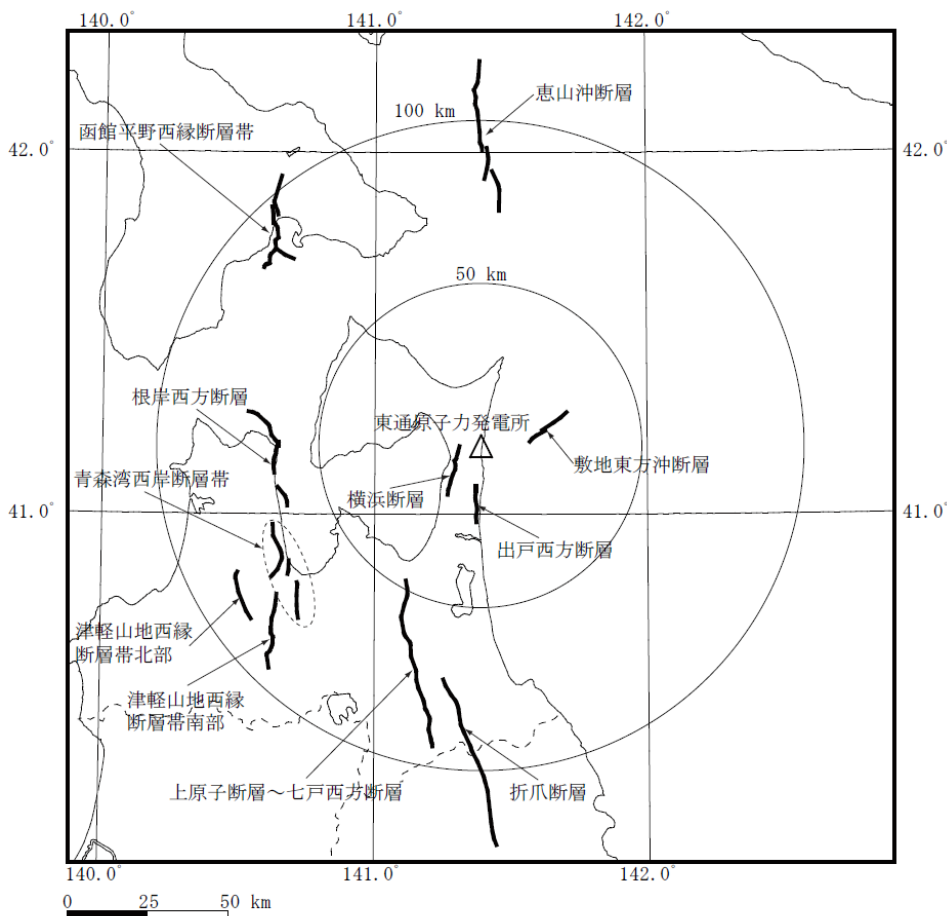 140.0°
141.0°
142.0°
恵山沖断層
100 km
函館平野西縁断層帯
42.0°
42.0°
50 km
根岸西方断層
東通原子力発電所
敷地東方沖断層
青森湾西岸断層帯
横浜断層
41.0°
41.0°
出戸西方断層
津軽山地西縁
断層帯北部
津軽山地西縁
断層帯南部
上原子断層～七戸西方断層
折爪断層
140.0°
141.0°
142.0°
0 25 50 km